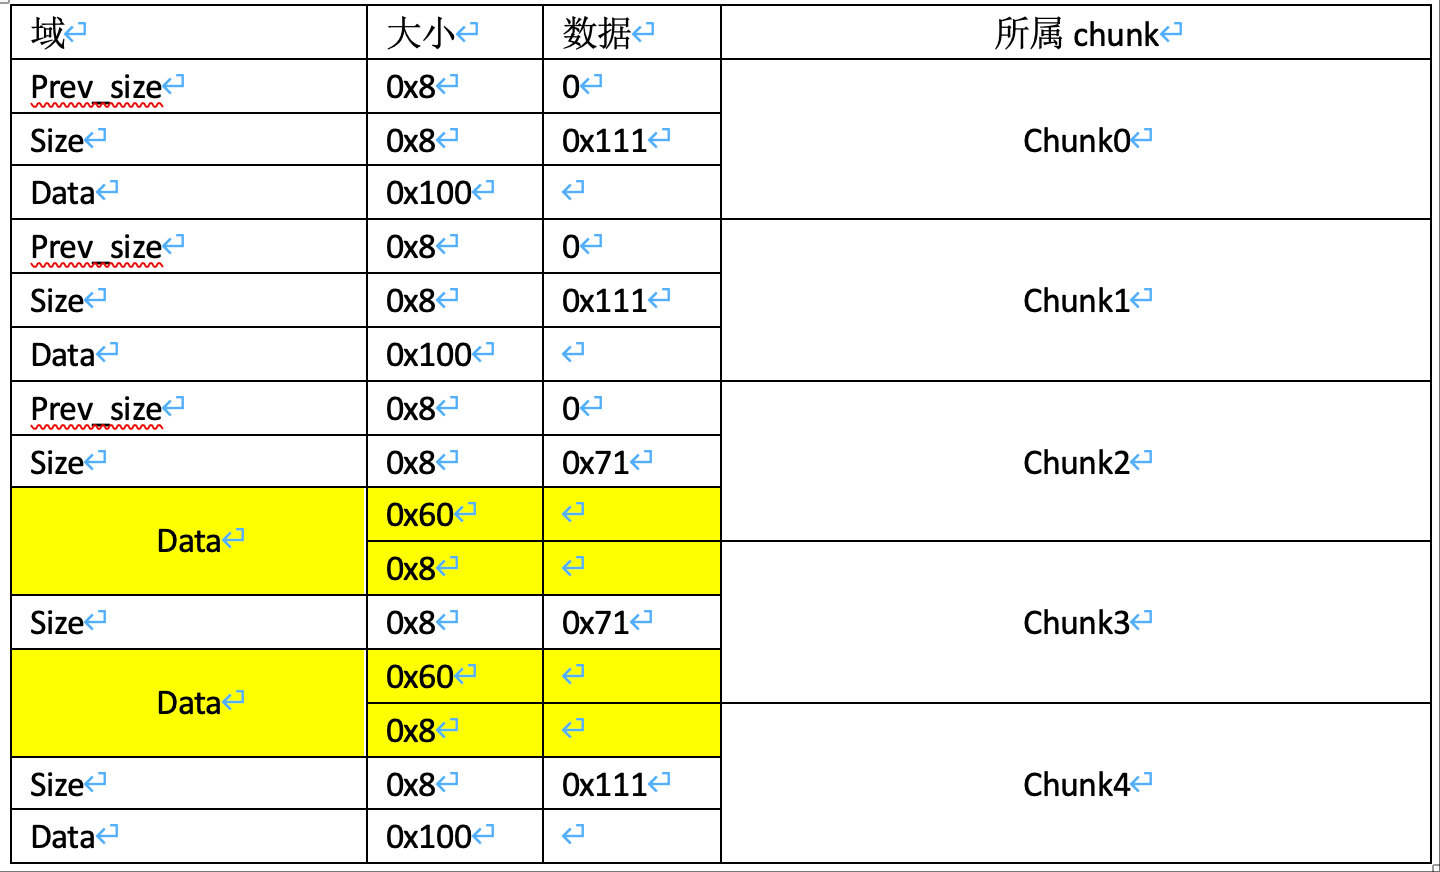 域 大小 数据 所属 chunk
Prev_size 0x8 0
Size 0x8 0x111 Chunk0
Data 0x100
Prev_size 0x8 0
Size 0x8 0x111 Chunk1
Data 0x100
Prev_size 0x8 0
Size 0x8 0x71 Chunk2
0x60
Data
0x8
Size 0x8 0x71 Chunk3
0x60
Data
0x8
Size 0x8 0x111 Chunk4
Data 0x100